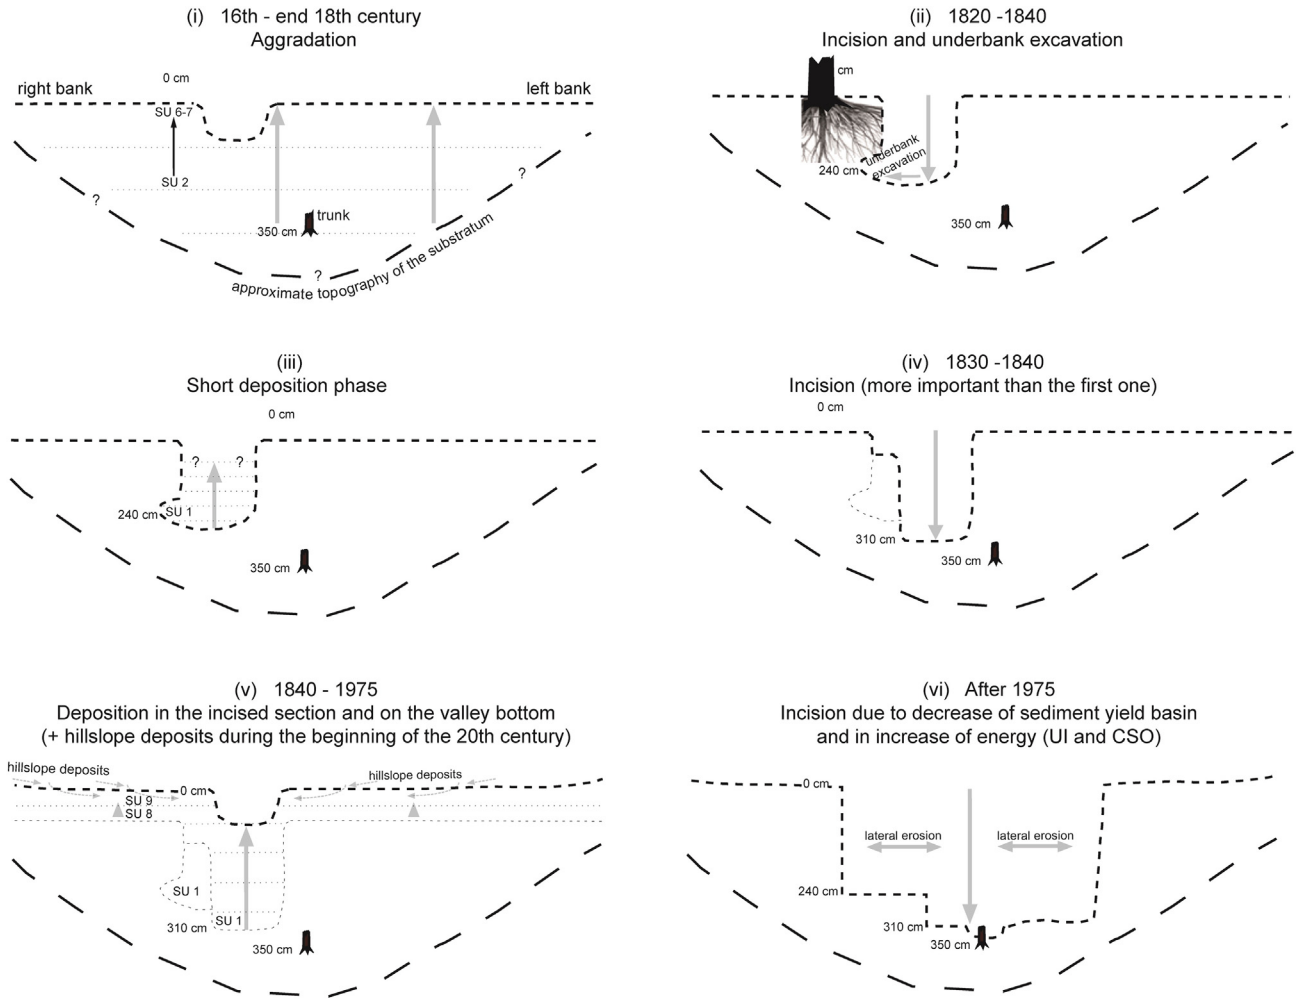 (i) 16th - end 18th century
Aggradation
0 cm
right bank
left bank
SU 6-7
SU 2
?
?
trunk
350 cm
?
approximate topography of the substratum
(ii) 1820 -1840
Incision and underbank excavation
cm
underbank
excavation
240 cm
350 cm
(iii)
Short deposition phase
0 cm
? ?
240 cm
SU 1
350 cm
(iv) 1830 -1840
Incision (more important than the first one)
0 cm
310 cm
350 cm
(v) 1840 - 1975
Deposition in the incised section and on the valley bottom
(+ hillslope deposits during the beginning of the 20th century)
hillslope deposits
hillslope deposits
0 cm
SU 9
SU 8
SU 1
SU 1
310 cm
350 cm
(vi) After 1975
Incision due to decrease of sediment yield basin
and in increase of energy (UI and CSO)
0 cm
lateral erosion
lateral erosion
240 cm
310 cm
350 cm